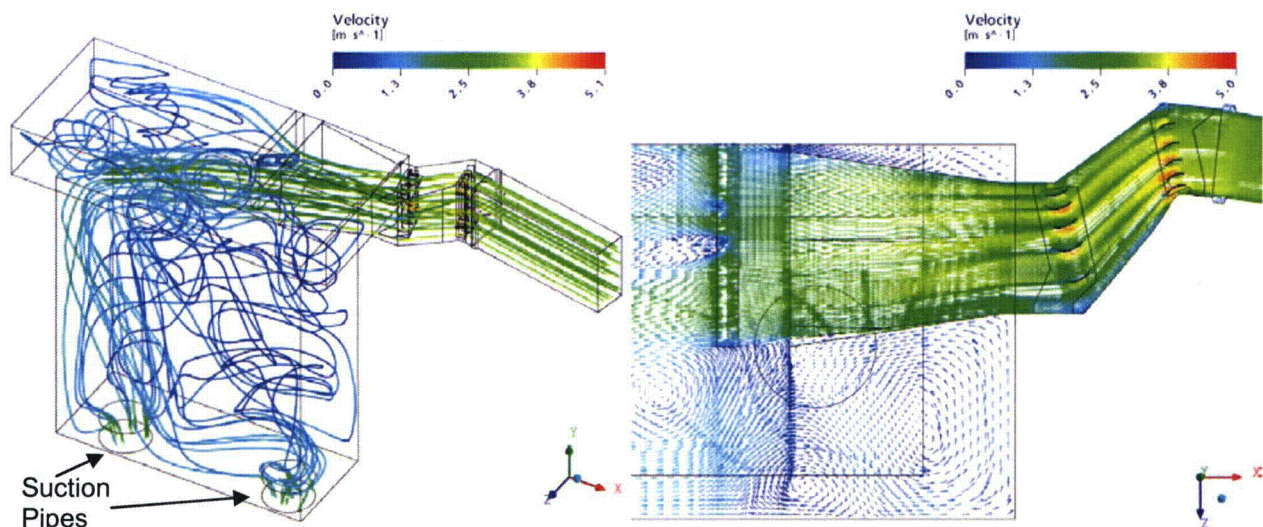 Velocity
[m s^-1]
0.0 1.3 2.5 3.8 5.1
Y
X
Z
Suction
Pipes
Velocity
[m s^-1]
0.0 1.3 2.5 3.8 5.0
Y
X
Z